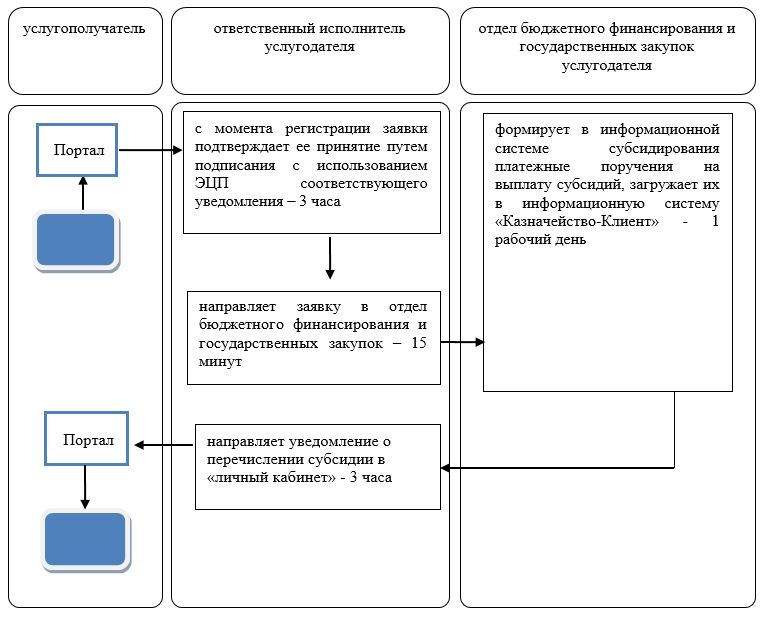 услугополучатель
ответственный исполнитель
услугодателя
отдел бюджетного финансирования и
государственных закупок
услугодателя
Портал
с момента регистрации заявки
подтверждает ее принятие путем
подписания с использованием
ЭЦП соответствующего
уведомления – 3 часа
формирует в информационной
системе субсидирования
платежные поручения на
выплату субсидий, загружает их
в информационную систему
«Казначейство-Клиент» - 1
рабочий день
направляет заявку в отдел
бюджетного финансирования и
государственных закупок – 15
минут
Портал
направляет уведомление о
перечислении субсидии в
«личный кабинет» - 3 часа